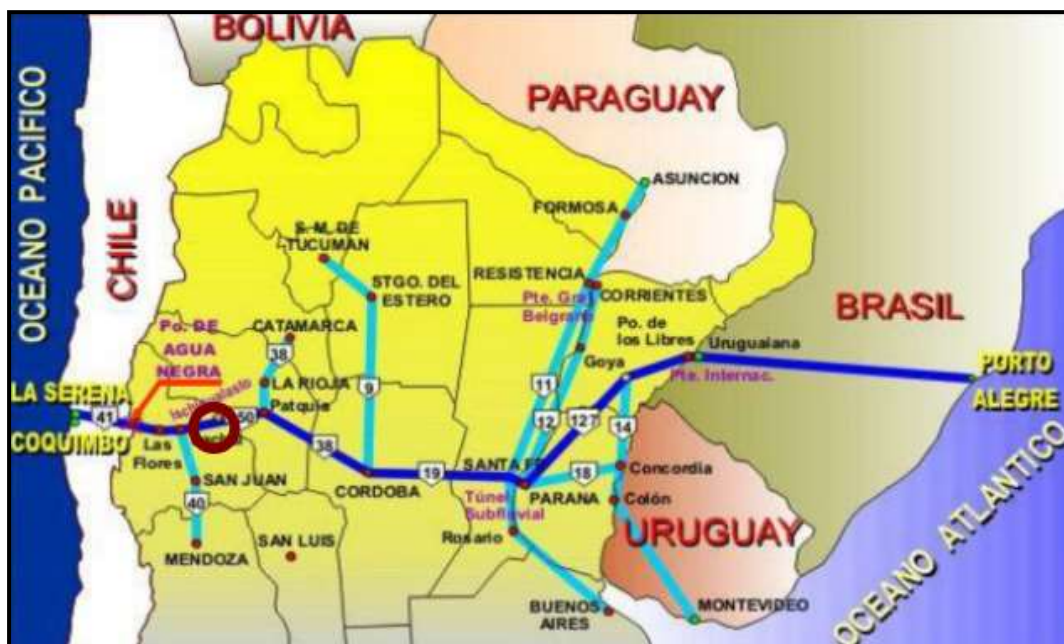 BOLIVIA
PARAGUAY
ASUNCION
FORMOSA
OCEANO PACIFICO
CHILE
S. M. DE
TUCUMAN
STGO. DEL
ESTERO
RESISTENCIA
CORRIENTES
Pte. Gral
Belgrano
BRASIL
Po. DE
AGUA
NEGRA
CATAMARCA
38
LA RIOJA
9
Goya
Po. de
los Libres
Uruguaiana
Pte. Internac.
PORTO
ALEGRE
LA SERENA
41
COQUIMBO
Ischigualasto
50
Patquía
11
12
127
14
Las
Flores
38
19
SANTA FE
18
Concordia
SAN JUAN
CORDOBA
PARANA
Colón
40
Túnel
Subfluvial
Rosario
MENDOZA
SAN LUIS
URUGUAY
BUENOS
AIRES
MONTEVIDEO
OCEANO ATLANTICO